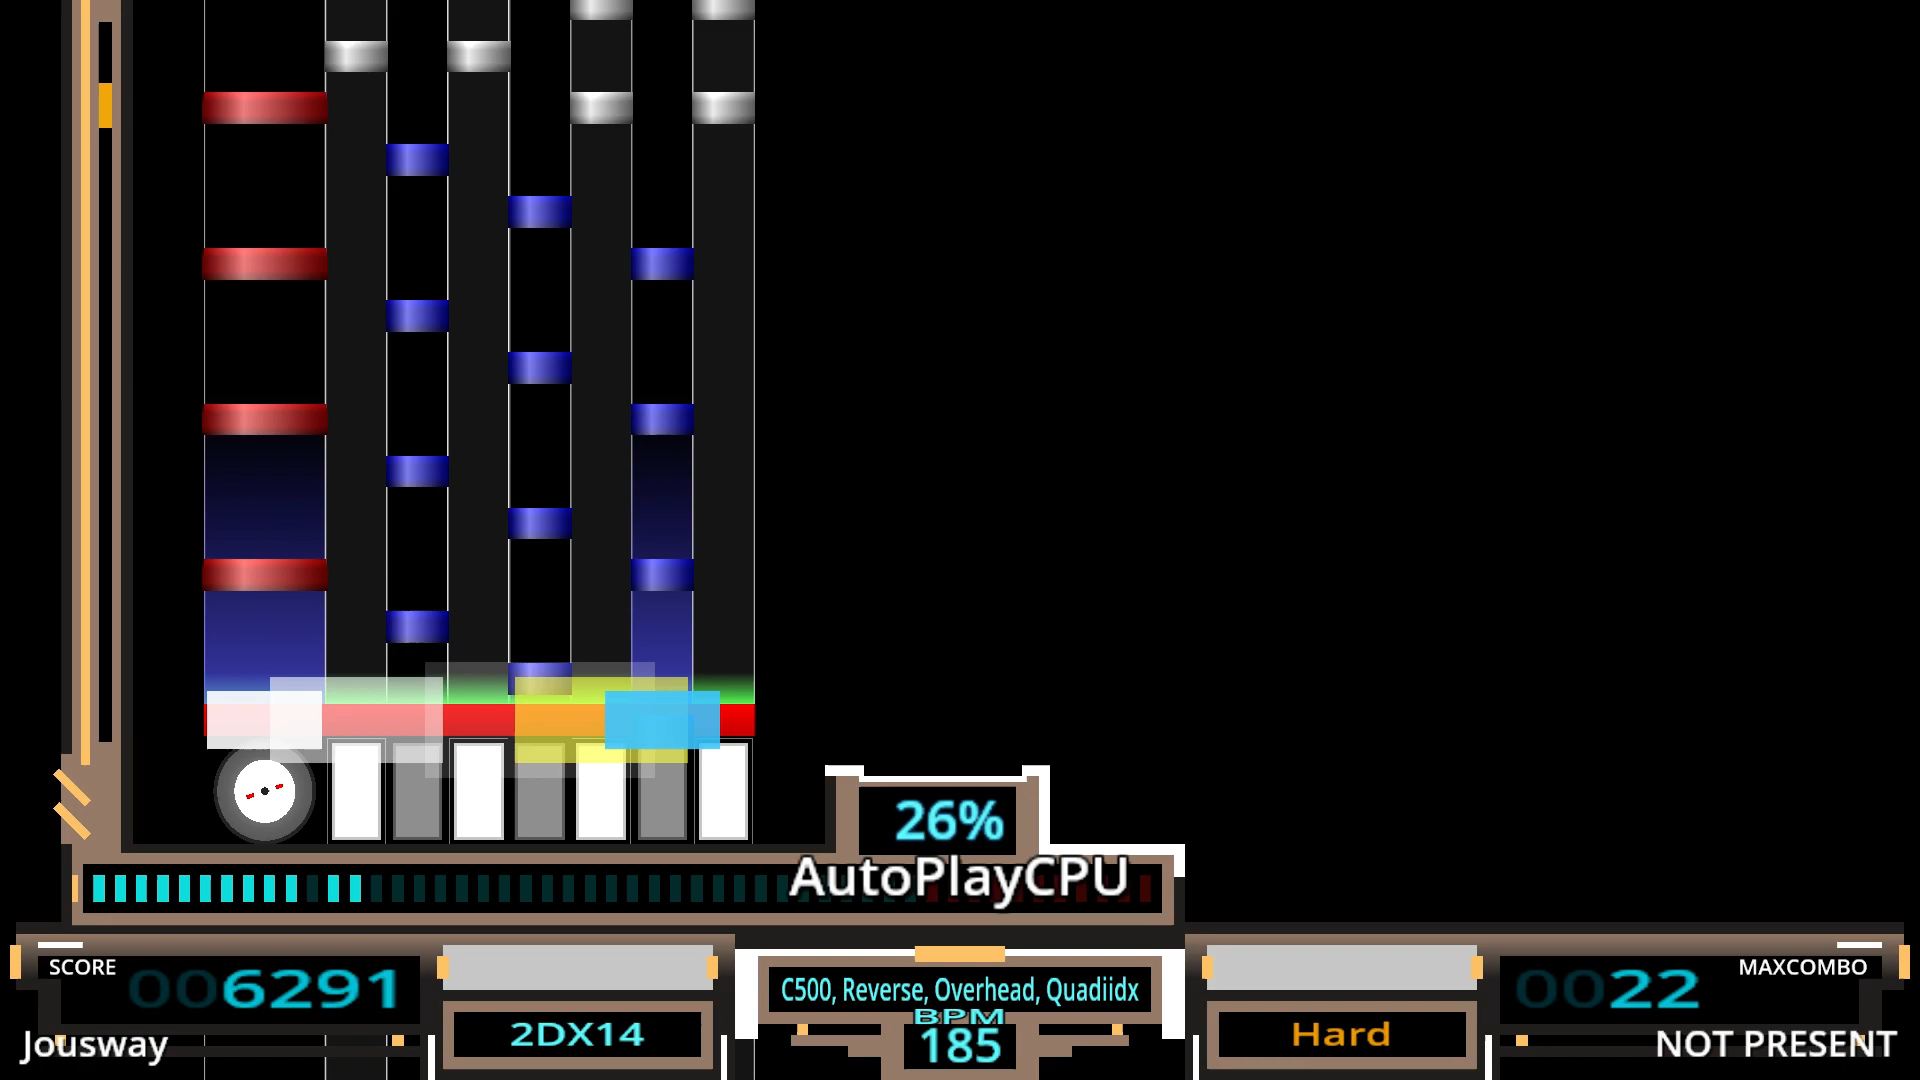 26%
AutoPlayCPU
SCORE
006291
2DX14
C500, Reverse, Overhead, Quadiidx
BPM
185
Hard
0022
MAXCOMBO
Jousway
NOT PRESENT